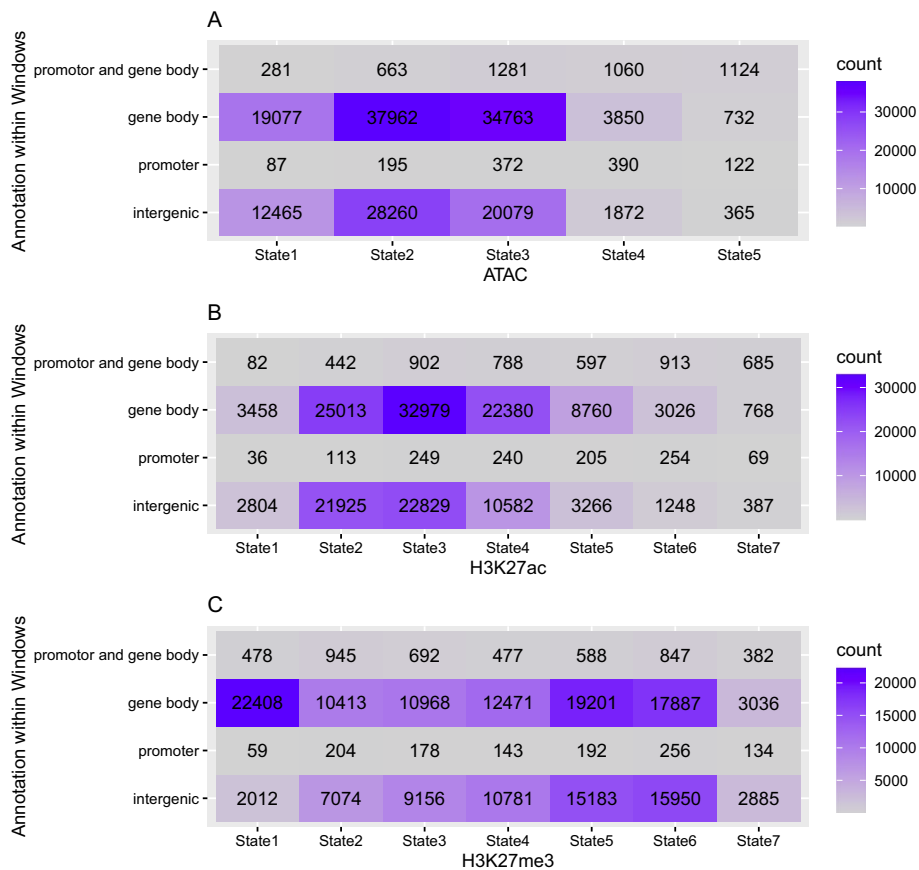 A
Annotation within Windows
promotor and gene body 281 663 1281 1060 1124
gene body 19077 37962 34763 3850 732
promoter 87 195 372 390 122
intergenic 12465 28260 20079 1872 365
State1 State2 State3 State4 State5
ATAC
count
30000
20000
10000
B
Annotation within Windows
promotor and gene body 82 442 902 788 597 913 685
gene body 3458 25013 32979 22380 8760 3026 768
promoter 36 113 249 240 205 254 69
intergenic 2804 21925 22829 10582 3266 1248 387
State1 State2 State3 State4 State5 State6 State7
H3K27ac
count
30000
20000
10000
C
Annotation within Windows
promotor and gene body 478 945 692 477 588 847 382
gene body 22408 10413 10968 12471 19201 17887 3036
promoter 59 204 178 143 192 256 134
intergenic 2012 7074 9156 10781 15183 15950 2885
State1 State2 State3 State4 State5 State6 State7
H3K27me3
count
20000
15000
10000
5000